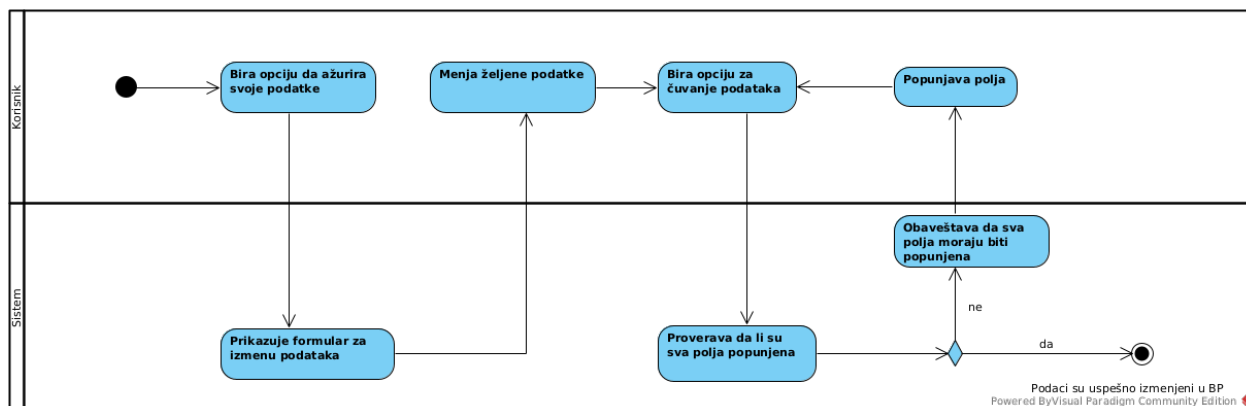 Korisnik
Bira opciju da ažurira
svoje podatke
Menja željene podatke
Bira opciju za
čuvanje podataka
Popunjava polja
Sistem
Prikazuje formular za
izmenu podataka
Proverava da li su
sva polja popunjena
Obaveštava da sva
polja moraju biti
popunjena
ne
da
Podaci su uspešno izmenjeni u BP
Powered ByVisual Paradigm Community Edition